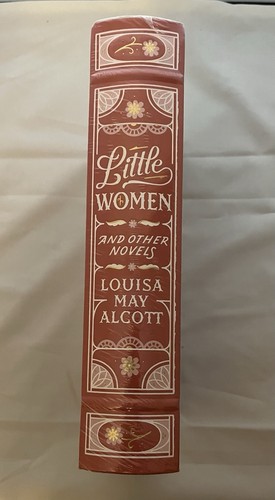 Little
WOMEN
AND OTHER
NOVELS
LOUISA
MAY
ALCOTT